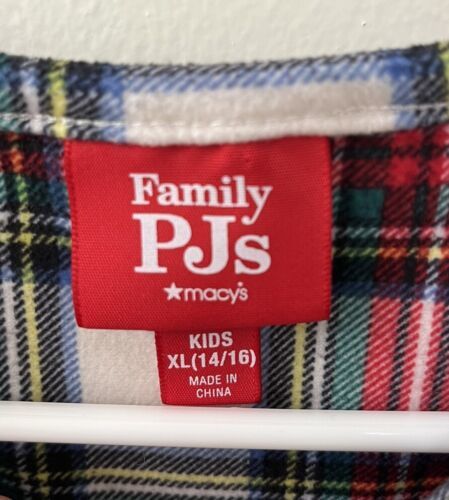 Family
PJs
★macy's
KIDS
XL(14/16)
MADE IN
CHINA